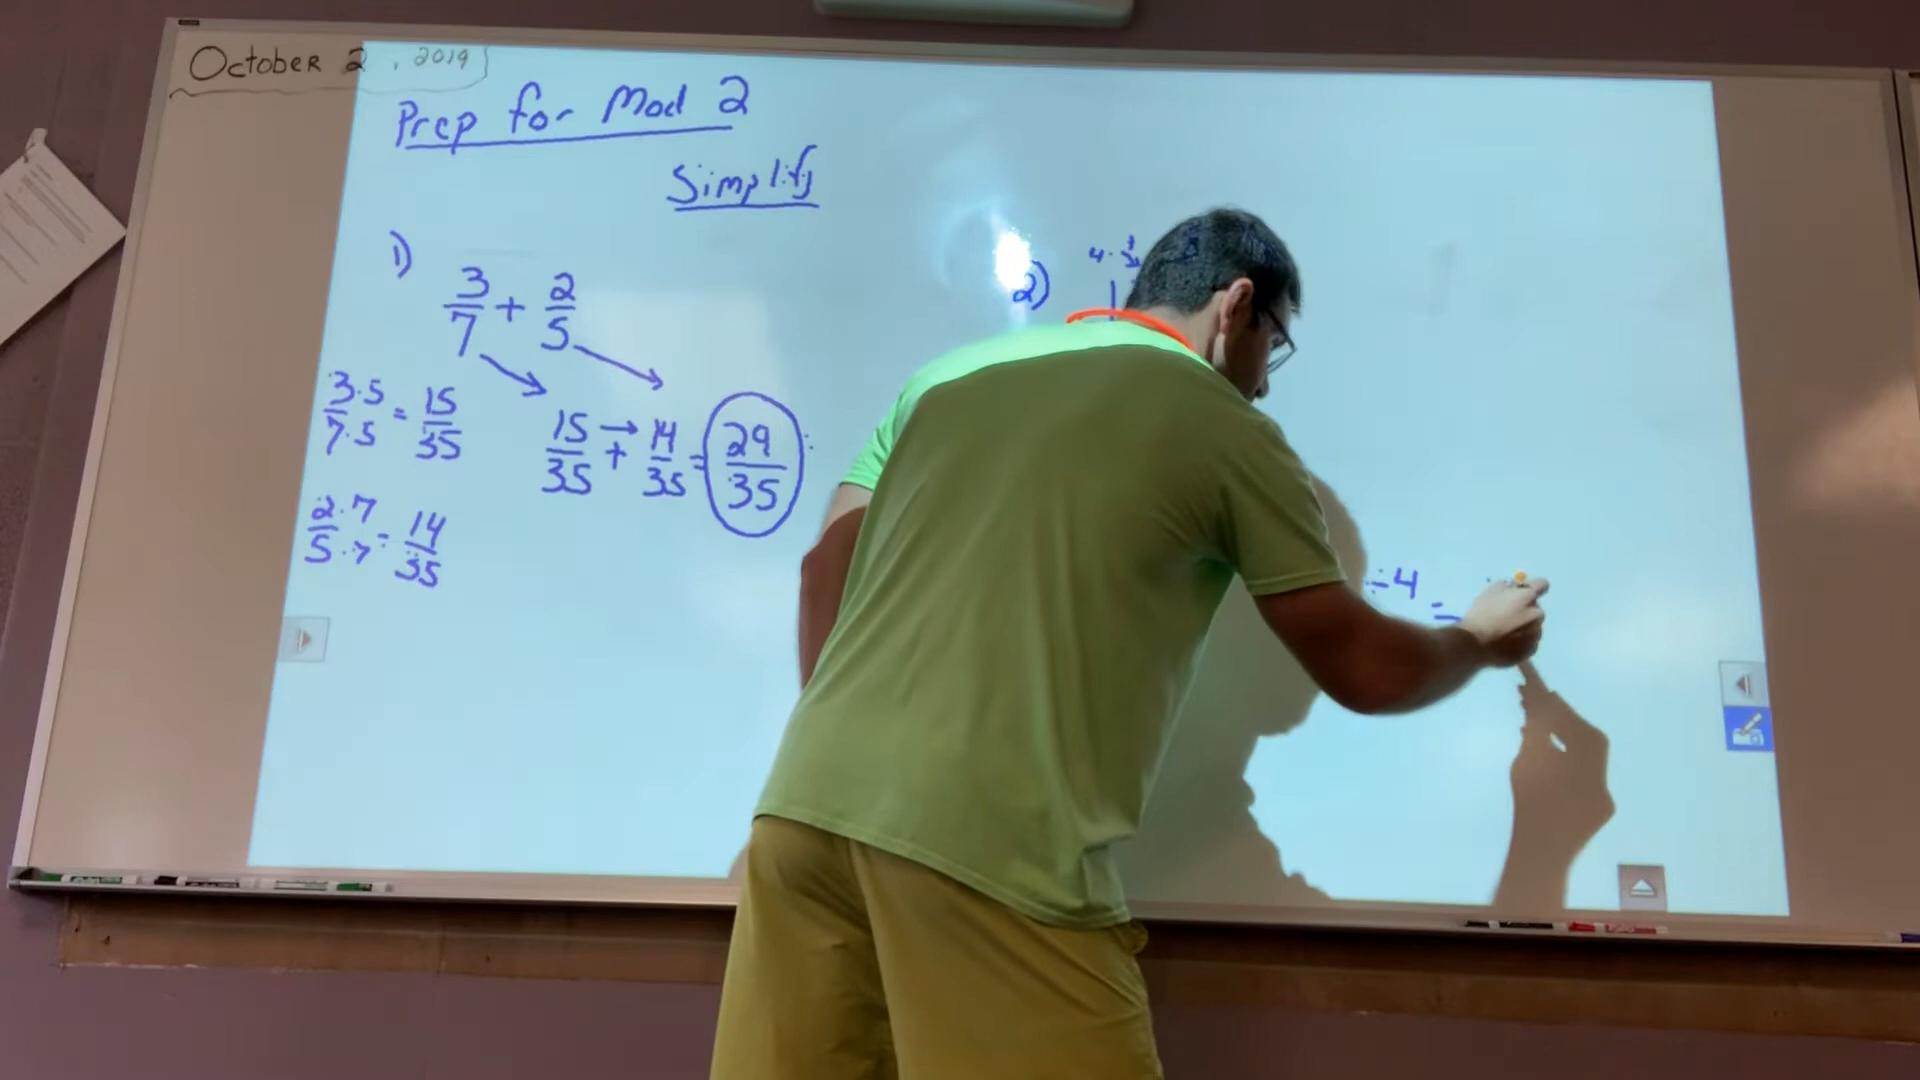 October 2, 2019
Prep for Mod 2
Simplify
1)
3/7 + 2/5
3·5/7·5 = 15/35
15/35 + 14/35 = 29/35
2·7/5·7 = 14/35
2)
4·
÷4 =